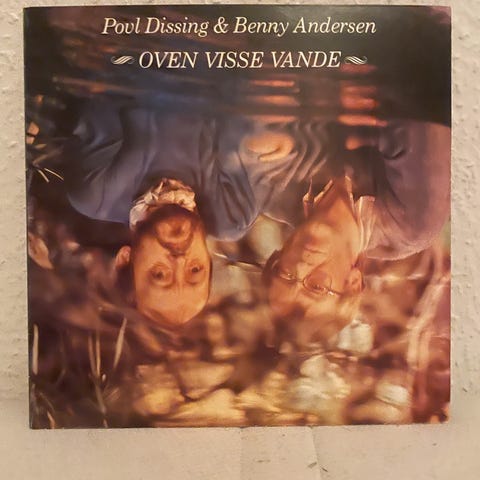 Povl Dissing & Benny Andersen
OVEN VISSE VANDE